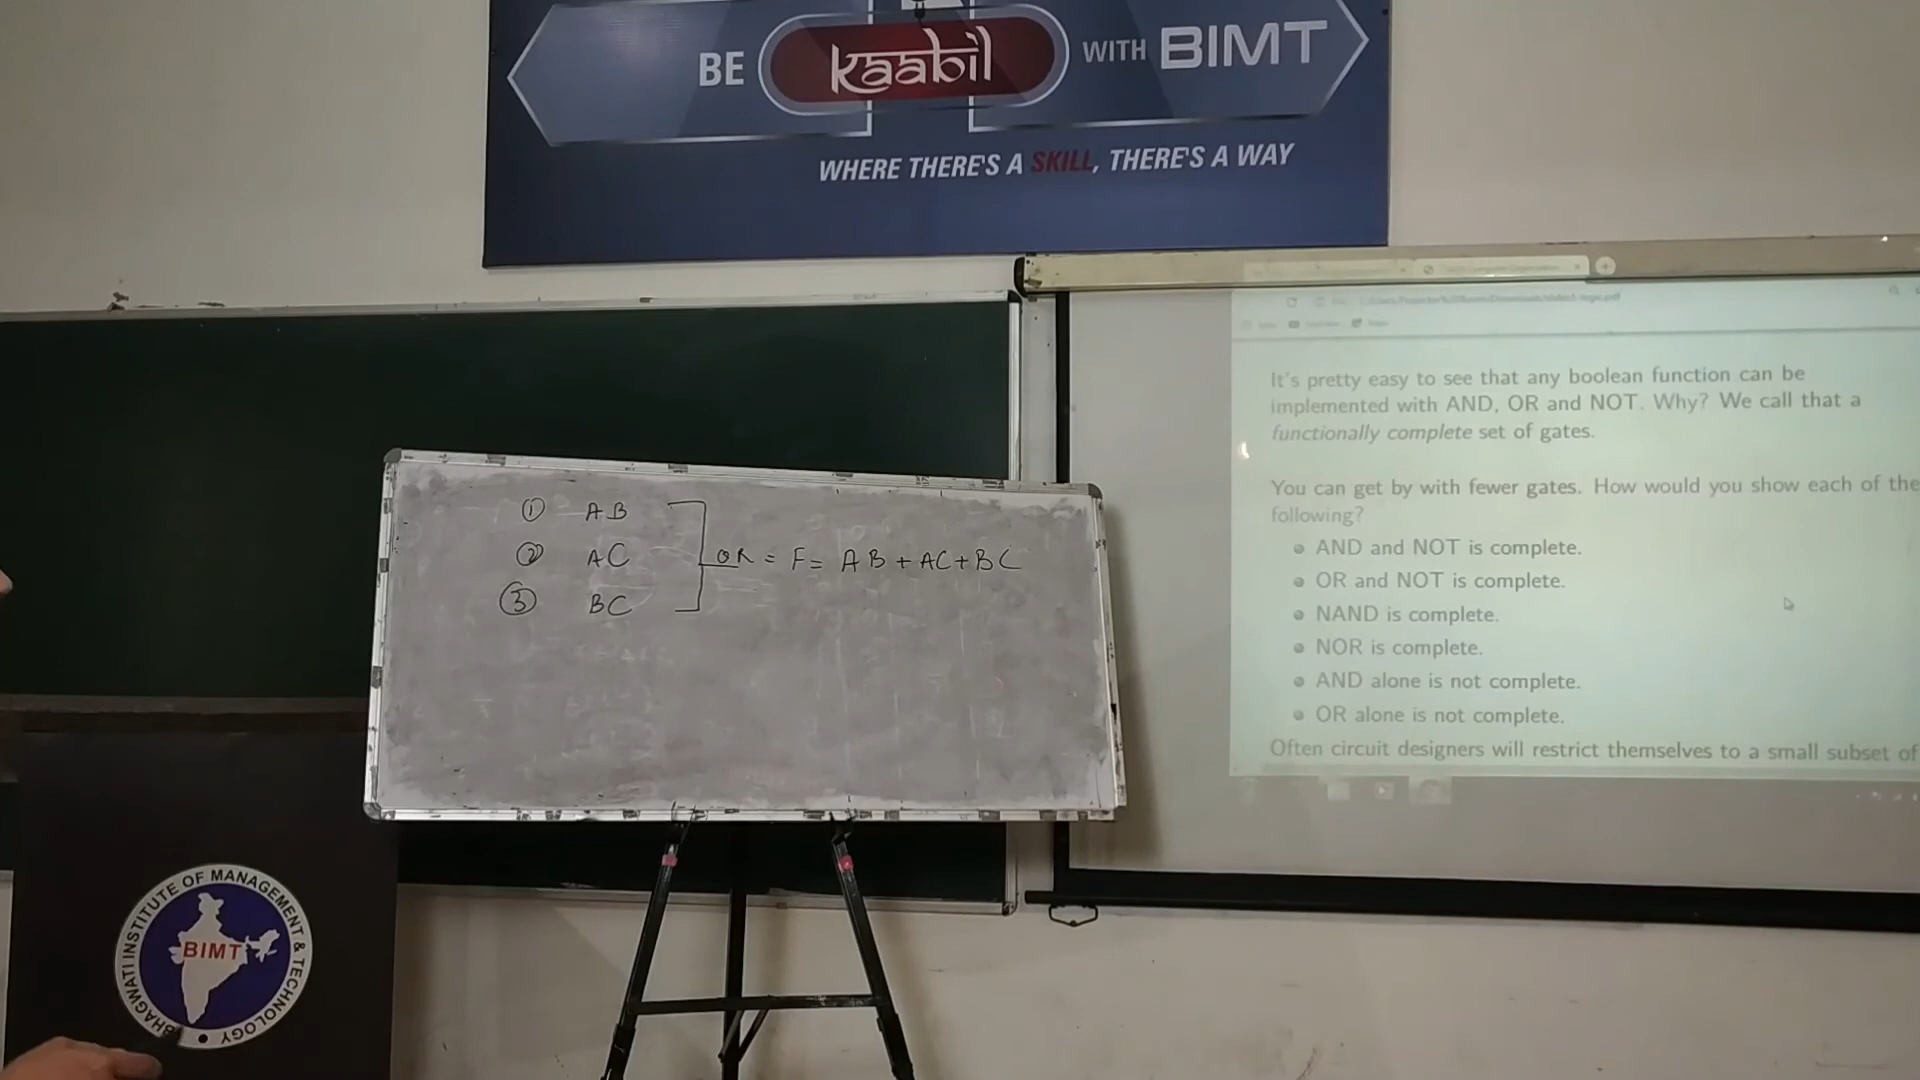 BE kaabil WITH BIMT
WHERE THERE'S A SKILL, THERE'S A WAY
① AB
② AC
③ BC
OR = F = AB + AC + BC
It's pretty easy to see that any boolean function can be
implemented with AND, OR and NOT. Why? We call that a
functionally complete set of gates.
You can get by with fewer gates. How would you show each of the
following?
AND and NOT is complete.
OR and NOT is complete.
NAND is complete.
NOR is complete.
AND alone is not complete.
OR alone is not complete.
Often circuit designers will restrict themselves to a small subset of
BHAGWATI INSTITUTE OF MANAGEMENT & TECHNOLOGY
BIMT